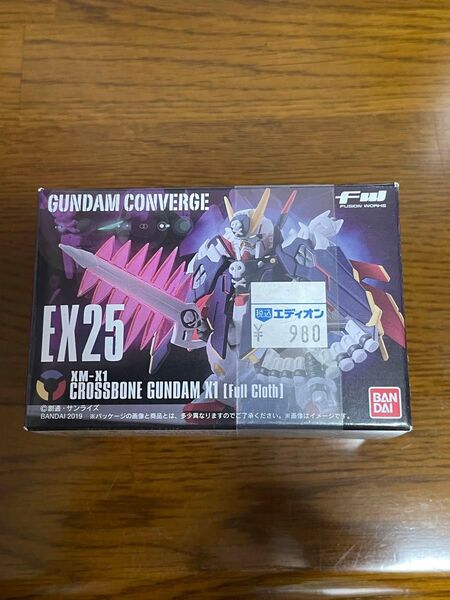 GUNDAM CONVERGE
FW
FUSION WORKS
税込 エディオン
¥ 980
EX25
XM-X1
CROSSBONE GUNDAM X1 [Full Cloth]
©創通・サンライズ
BANDAI 2019 ※パッケージの画像と商品とは、多少異なりますのでご了承ください。※画像はイメージです。
BAN
DAI